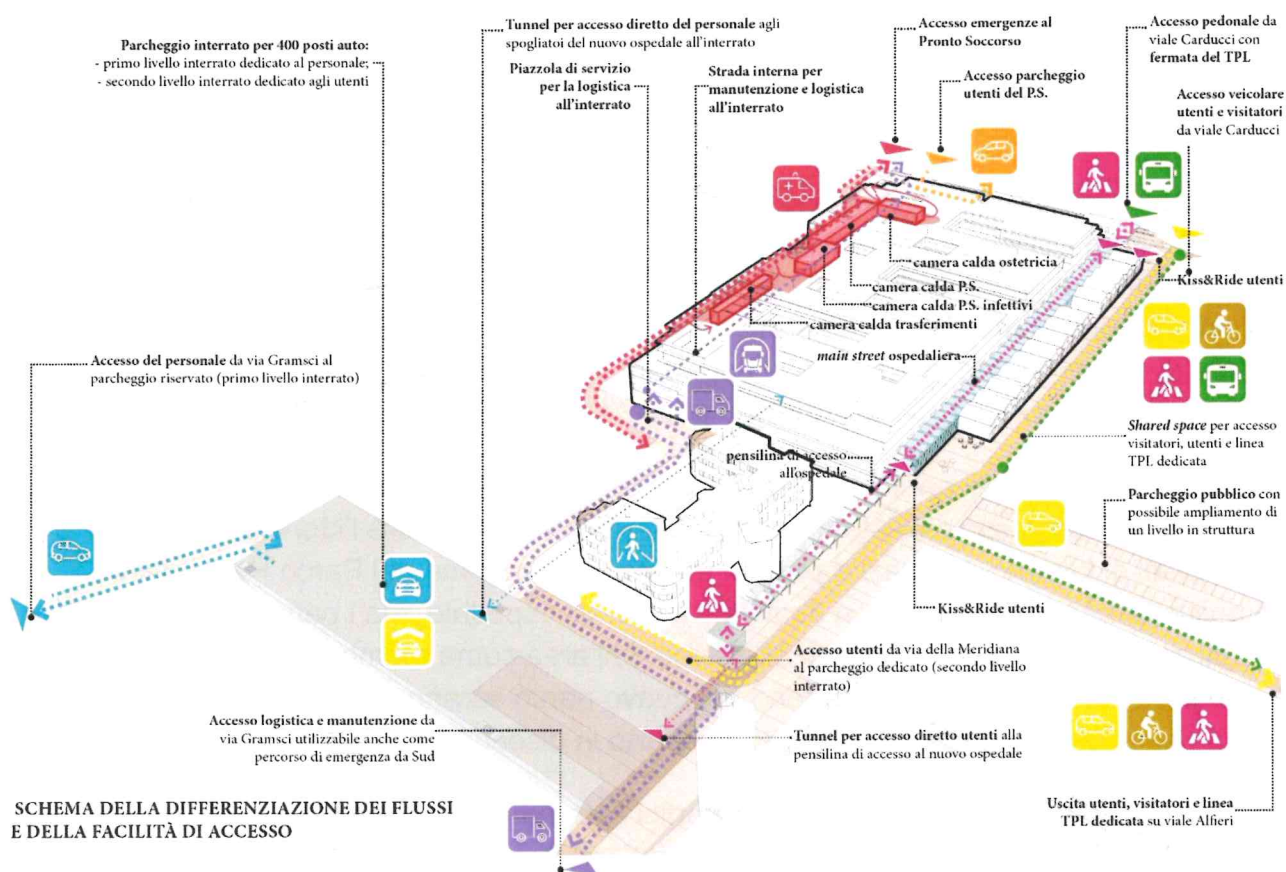 Parcheggio interrato per 400 posti auto:
- primo livello interrato dedicato al personale;
- secondo livello interrato dedicato agli utenti
Tunnel per accesso diretto del personale agli
spogliatoi del nuovo ospedale all'interrato
Piazzola di servizio
per la logistica
all'interrato
Strada interna per
manutenzione e logistica
all'interrato
Accesso emergenze al
Pronto Soccorso
Accesso parcheggio
utenti del P.S.
Accesso pedonale da
viale Carducci con
fermata del TPL
Accesso veicolare
utenti e visitatori
da viale Carducci
camera calda ostetricia
camera calda P.S.
camera calda P.S. infettivi
camera calda trasferimenti
main street ospedaliera
Kiss&Ride utenti
Accesso del personale da via Gramsci al
parcheggio riservato (primo livello interrato)
pensilina di accesso
all'ospedale
Shared space per accesso
visitatori, utenti e linea
TPL dedicata
Parcheggio pubblico con
possibile ampliamento di
un livello in struttura
Kiss&Ride utenti
Accesso utenti da via della Meridiana
al parcheggio dedicato (secondo livello
interrato)
Accesso logistica e manutenzione da
via Gramsci utilizzabile anche come
percorso di emergenza da Sud
Tunnel per accesso diretto utenti alla
pensilina di accesso al nuovo ospedale
Uscita utenti, visitatori e linea
TPL dedicata su viale Alfieri
SCHEMA DELLA DIFFERENZIAZIONE DEI FLUSSI
E DELLA FACILITÀ DI ACCESSO